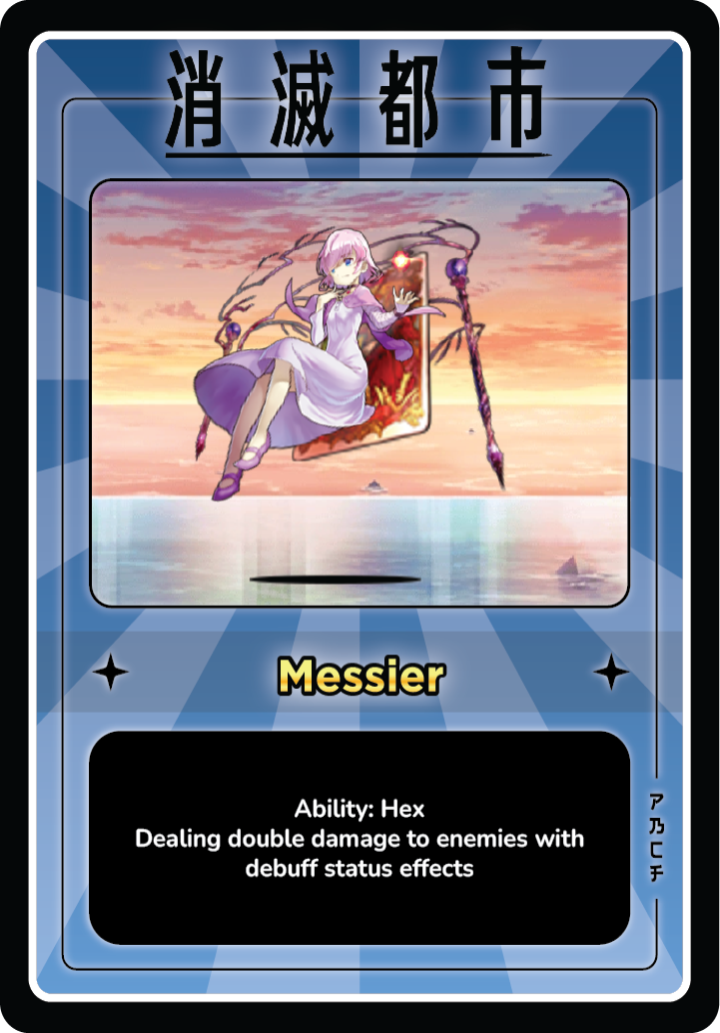 消滅都市
Messier
Ability: Hex
Dealing double damage to enemies with
debuff status effects
ア乃匚チ